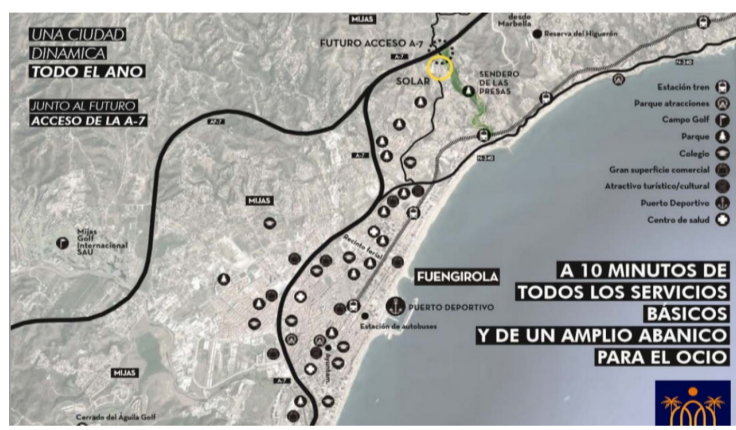 UNA CIUDAD
DINÁMICA
TODO EL ANO
JUNTO AL FUTURO
ACCESO DE LA A-7
MIJAS
FUTURO ACCESO A-7
A-7
SOLAR
SENDERO
DE LAS
PRESAS
desde
Marbella
Reserva del Higuerón
N-340
Estación tren
Parque atracciones
Campo Golf
Parque
Colegio
Gran superficie comercial
Atractivo turístico/cultural
Puerto Deportivo
Centro de salud
AP-7
A-7
N-340
MIJAS
Mijas
Golf
Internacional
SAU
Recinto ferial
FUENGIROLA
PUERTO DEPORTIVO
Estación de autobuses
MIJAS
A-7
Cerrado del Águila Golf
A 10 MINUTOS DE
TODOS LOS SERVICIOS
BÁSICOS
Y DE UN AMPLIO ABANICO
PARA EL OCIO